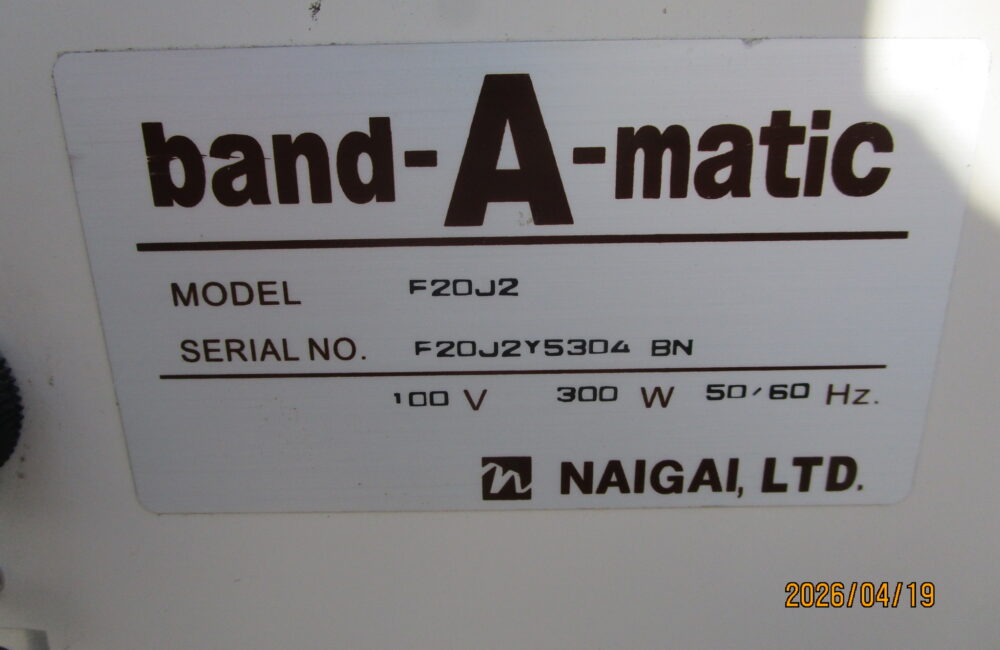 band-A-matic
MODEL F20J2
SERIAL NO. F20J2Y5304 BN
100 V 300 W 50/60 Hz.
n NAIGAI, LTD.
2026/04/19